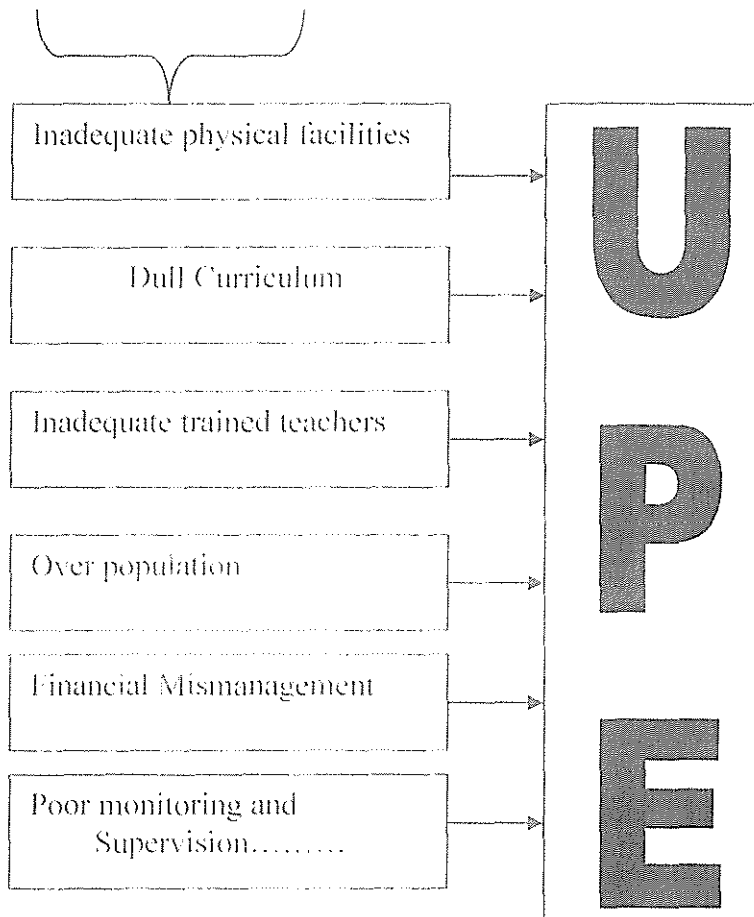 Inadequate physical facilities
Dull Curriculum
Inadequate trained teachers
Over population
Financial Mismanagement
Poor monitoring and
Supervision.........
U
P
E